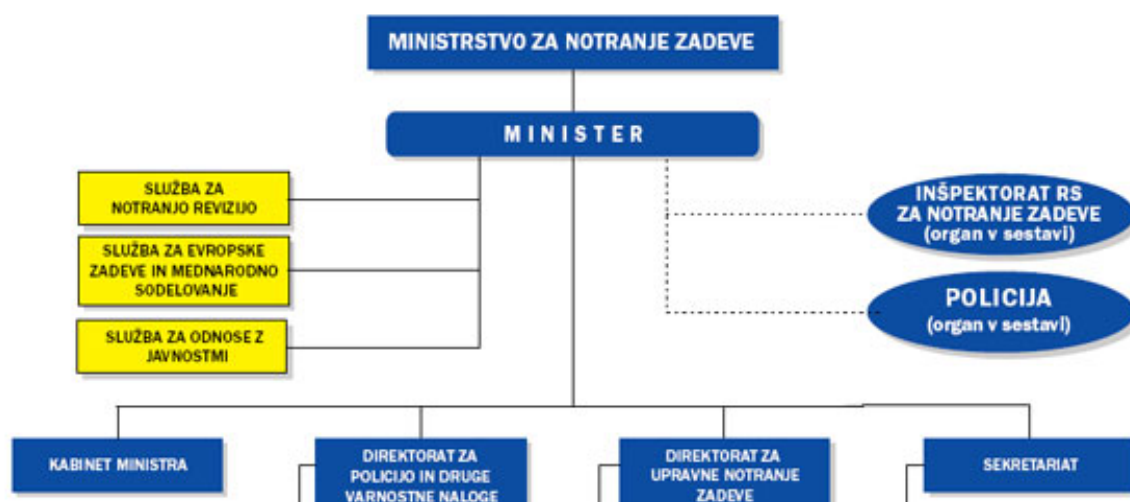 MINISTRSTVO ZA NOTRANJE ZADEVE
MINISTER
SLUŽBA ZA
NOTRANJO REVIZIJO
SLUŽBA ZA EVROPSKE
ZADEVE IN MEDNARODNO
SODELOVANJE
SLUŽBA ZA ODNOSE Z
JAVNOSTMI
INŠPEKTORAT RS
ZA NOTRANJE ZADEVE
(organ v sestavi)
POLICIJA
(organ v sestavi)
KABINET MINISTRA
DIREKTORAT ZA
POLICIJO IN DRUGE
VARNOSTNE NALOGE
DIREKTORAT ZA
UPRAVNE NOTRANJE
ZADEVE
SEKRETARIAT